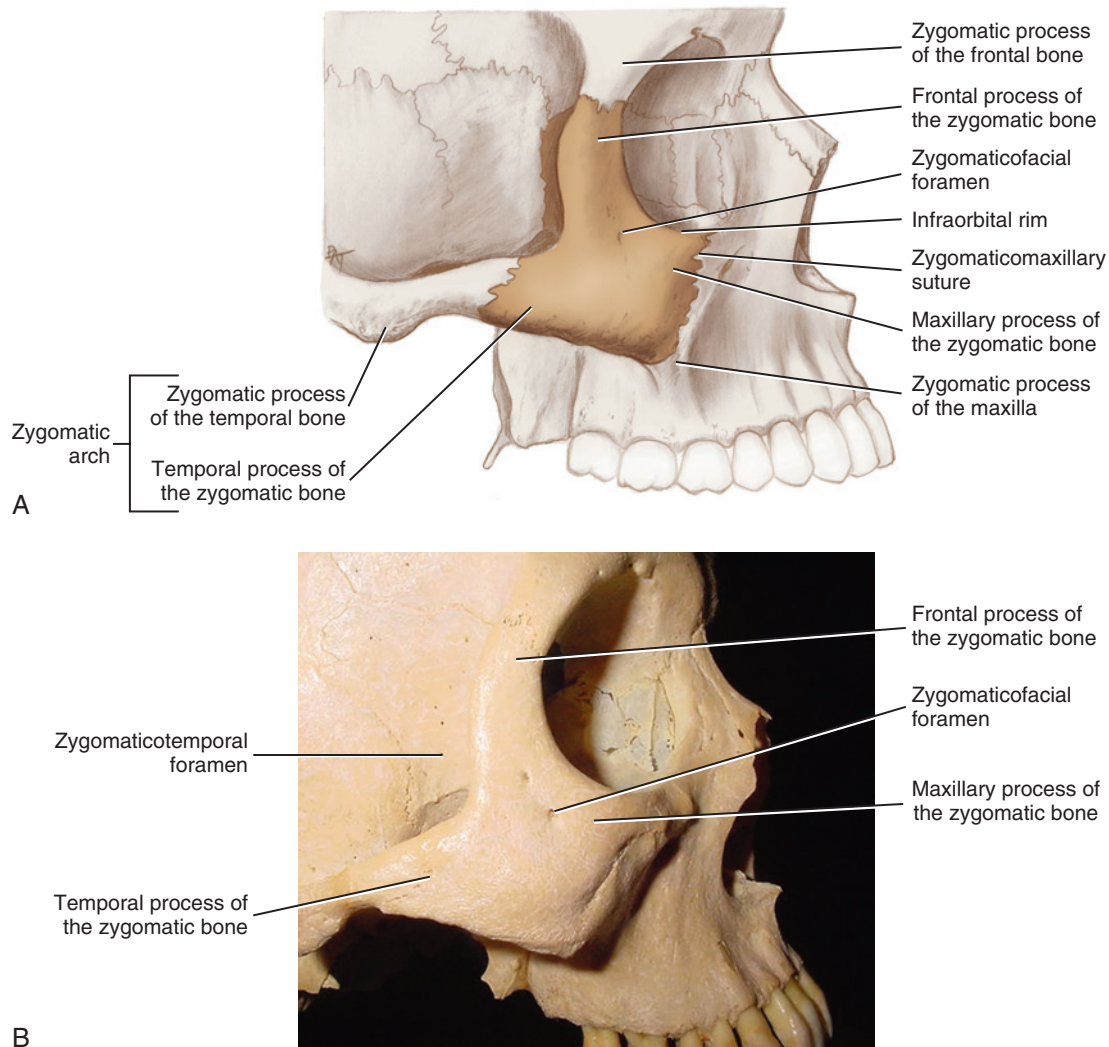 Zygomatic process
of the frontal bone
Frontal process of
the zygomatic bone
Zygomaticofacial
foramen
Infraorbital rim
Zygomaticomaxillary
suture
Maxillary process of
the zygomatic bone
Zygomatic process
of the maxilla
Zygomatic process
of the temporal bone
Zygomatic
arch
Temporal process of
the zygomatic bone
A
Frontal process of
the zygomatic bone
Zygomaticofacial
foramen
Maxillary process of
the zygomatic bone
Zygomaticotemporal
foramen
Temporal process of
the zygomatic bone
B